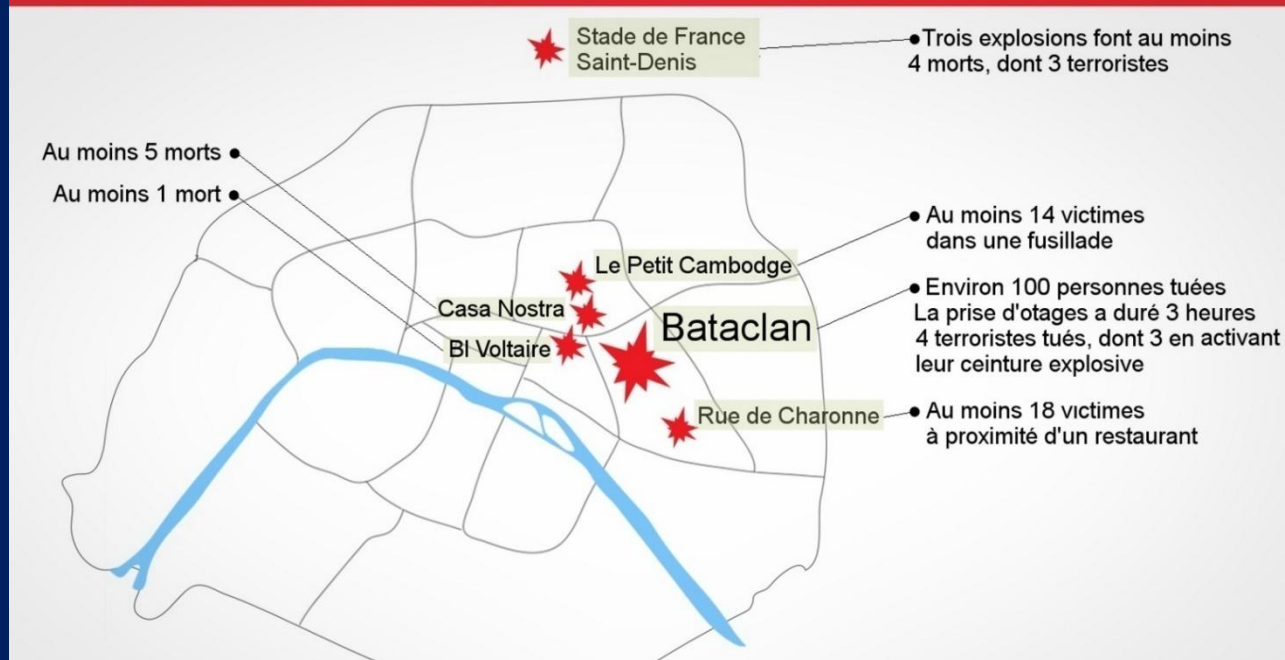 Stade de France
Saint-Denis
● Trois explosions font au moins
4 morts, dont 3 terroristes
Au moins 5 morts ●
Au moins 1 mort ●
● Au moins 14 victimes
dans une fusillade
Le Petit Cambodge
● Environ 100 personnes tuées
La prise d'otages a duré 3 heures
4 terroristes tués, dont 3 en activant
leur ceinture explosive
Casa Nostra
Bataclan
Bl Voltaire
Rue de Charonne
● Au moins 18 victimes
à proximité d'un restaurant